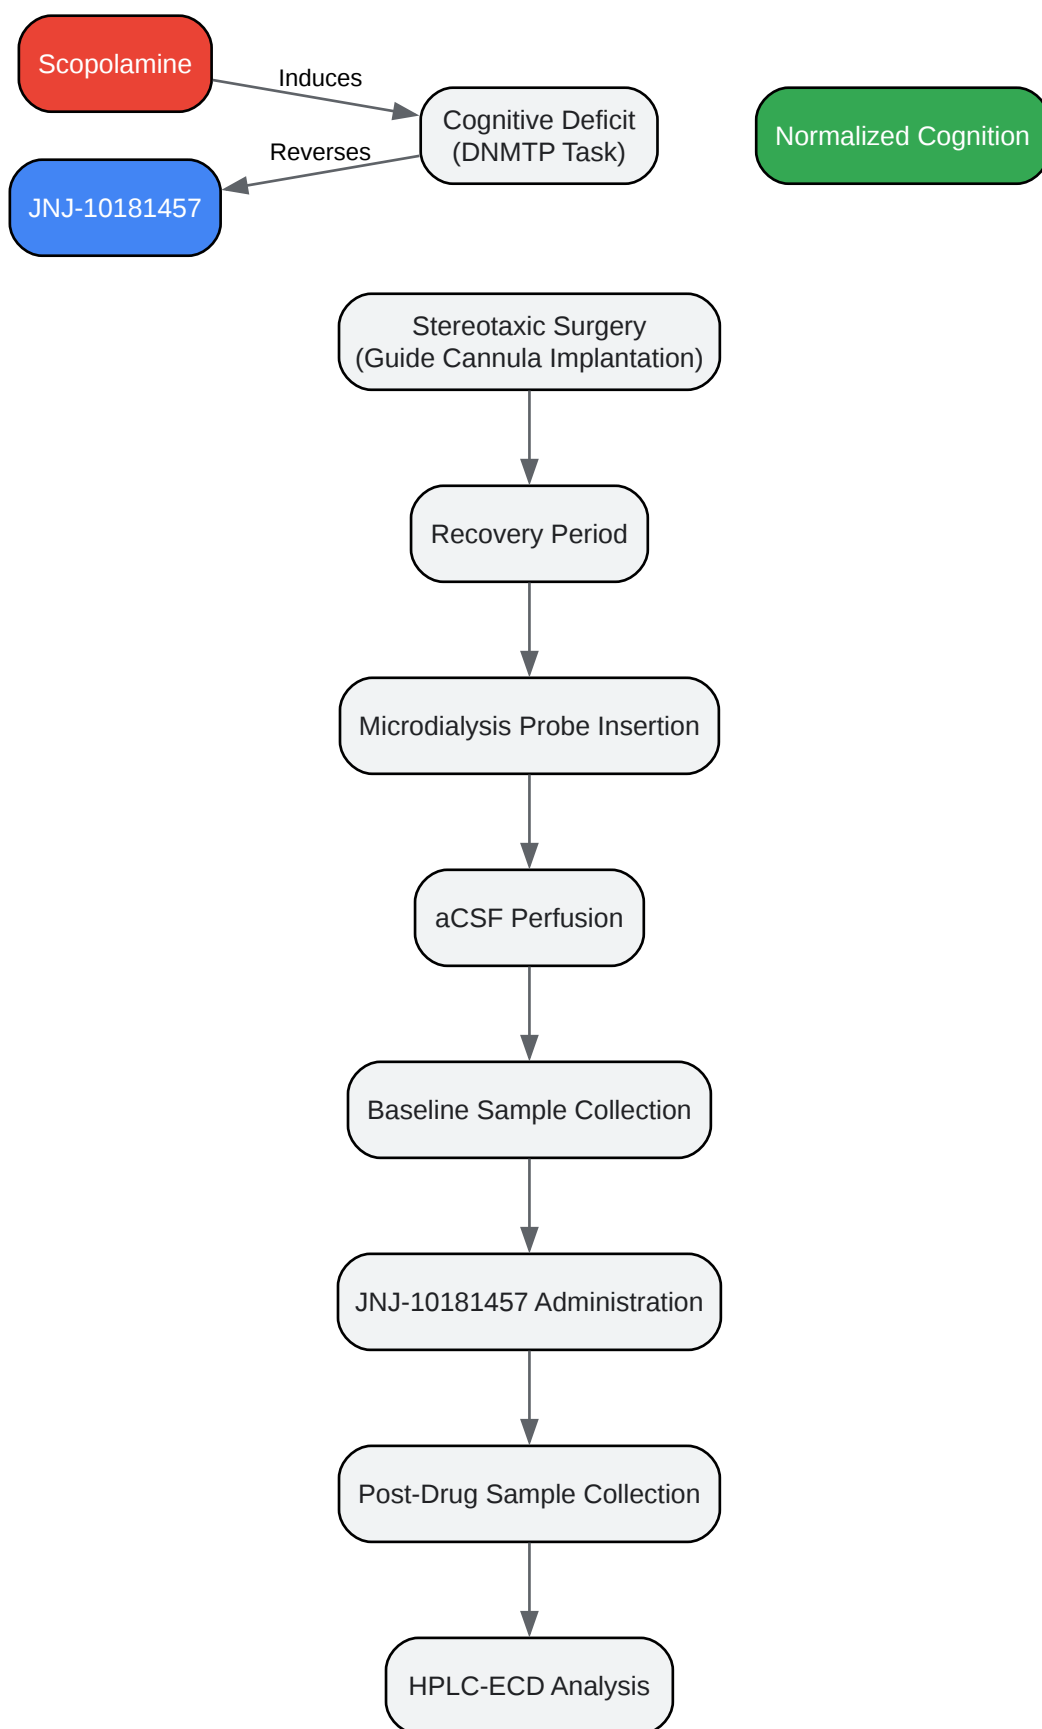 Scopolamine
Induces
Cognitive Deficit
(DNMTP Task)
Normalized Cognition
Reverses
JNJ-10181457
Stereotaxic Surgery
(Guide Cannula Implantation)
Recovery Period
Microdialysis Probe Insertion
aCSF Perfusion
Baseline Sample Collection
JNJ-10181457 Administration
Post-Drug Sample Collection
HPLC-ECD Analysis